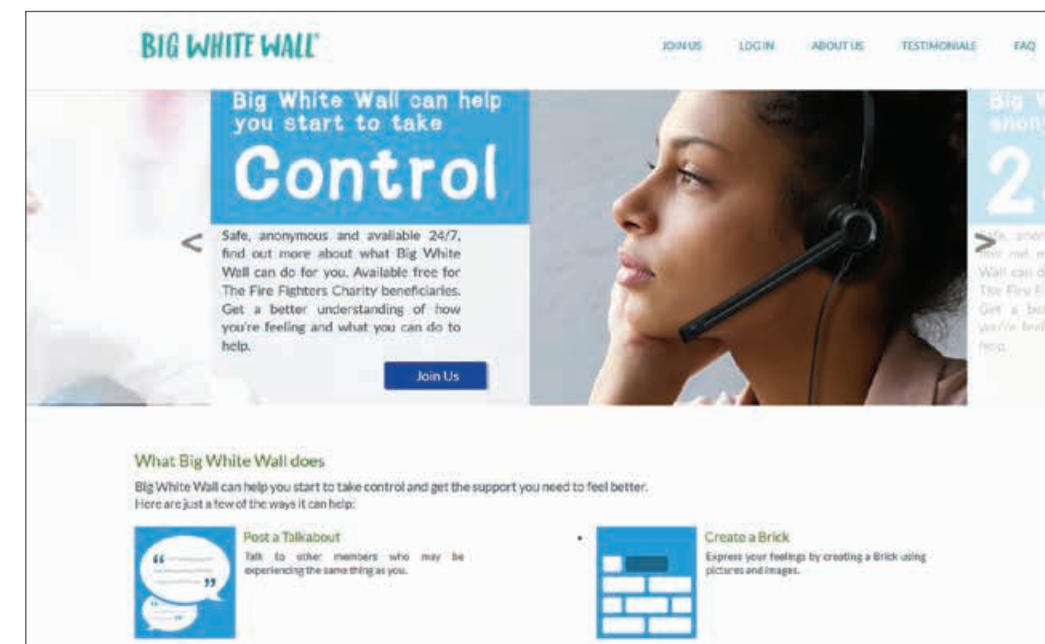 BIG WHITE WALL
JOIN US LOG IN ABOUT US TESTIMONIALE FAQ
Big White Wall can help
you start to take
Control
Safe, anonymous and available 24/7,
find out more about what Big White
Wall can do for you. Available free for
The Fire Fighters Charity beneficiaries.
Get a better understanding of how
you're feeling and what you can do to
help.
Join Us
What Big White Wall does
Big White Wall can help you start to take control and get the support you need to feel better.
Here are just a few of the ways it can help:
Post a Talkabout
Talk to other members who may be
experiencing the same thing as you.
Create a Brick
Express your feelings by creating a Brick using
pictures and images.